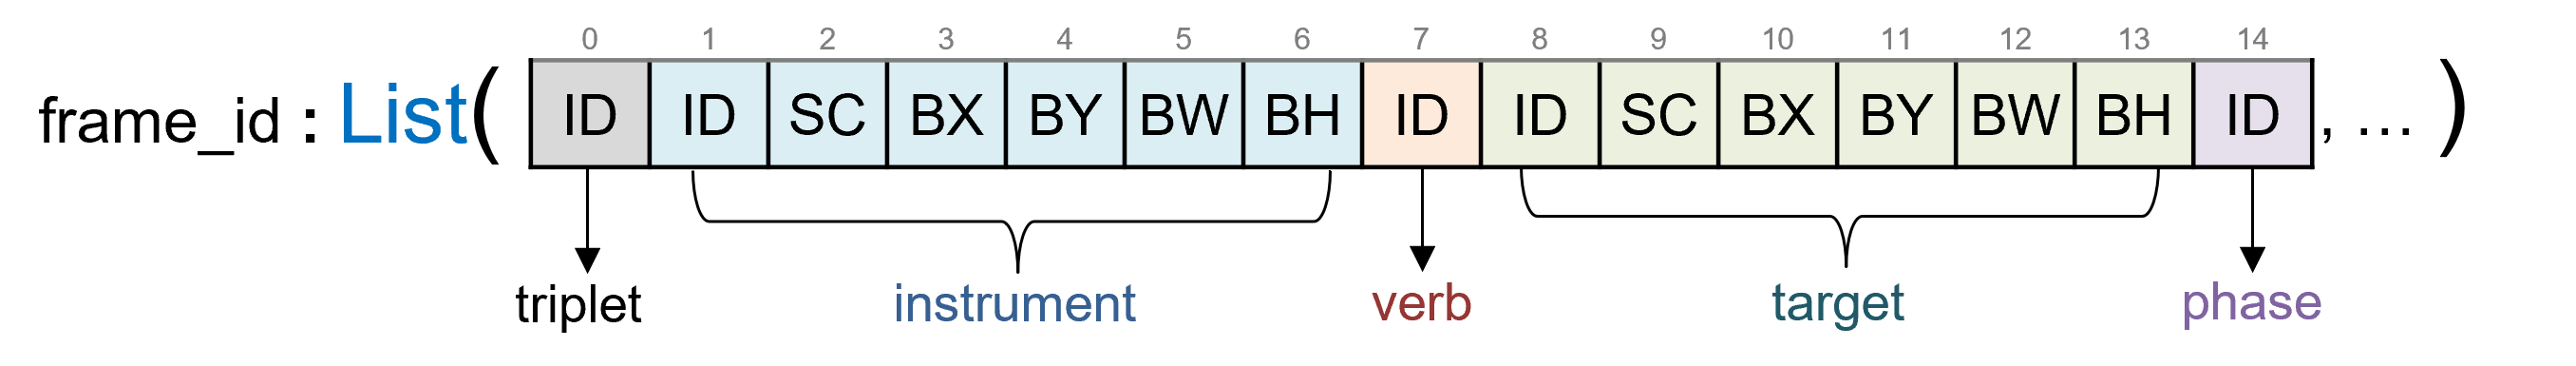 0 1 2 3 4 5 6 7 8 9 10 11 12 13 14
frame_id : List( ID ID SC BX BY BW BH ID ID SC BX BY BW BH ID , ... )
triplet instrument verb target phase